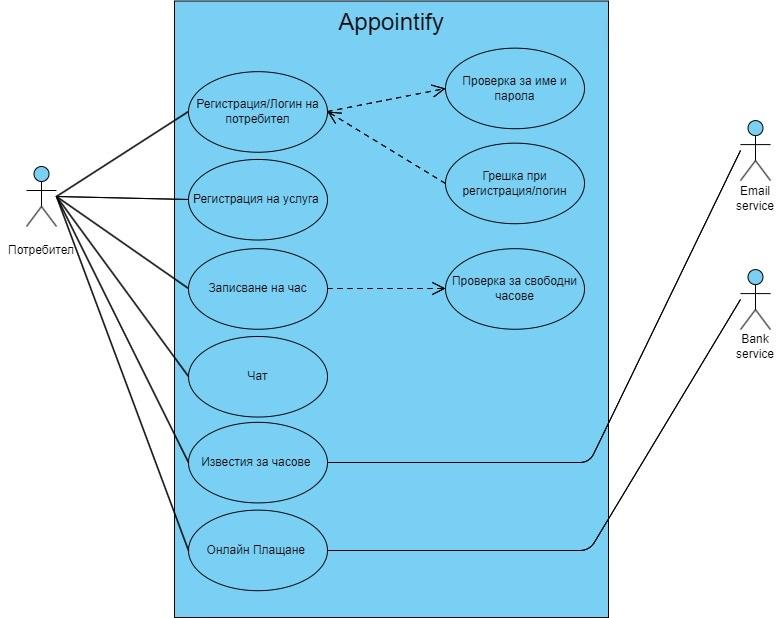 Appointify
Регистрация/Логин на
потребител
Проверка за име и
парола
Грешка при
регистрация/логин
Регистрация на услуга
Потребител
Записване на час
Проверка за свободни
часове
Чат
Известия за часове
Онлайн Плащане
Email
service
Bank
service